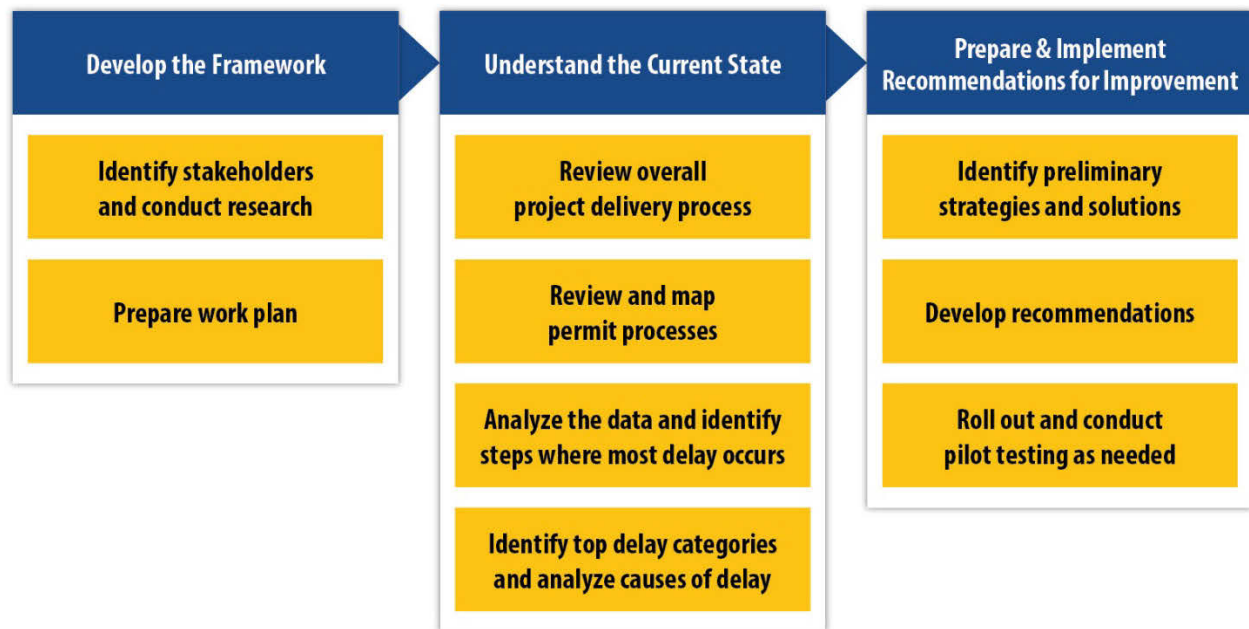 Develop the Framework
Identify stakeholders
and conduct research
Prepare work plan
Understand the Current State
Review overall
project delivery process
Review and map
permit processes
Analyze the data and identify
steps where most delay occurs
Identify top delay categories
and analyze causes of delay
Prepare & Implement
Recommendations for Improvement
Identify preliminary
strategies and solutions
Develop recommendations
Roll out and conduct
pilot testing as needed